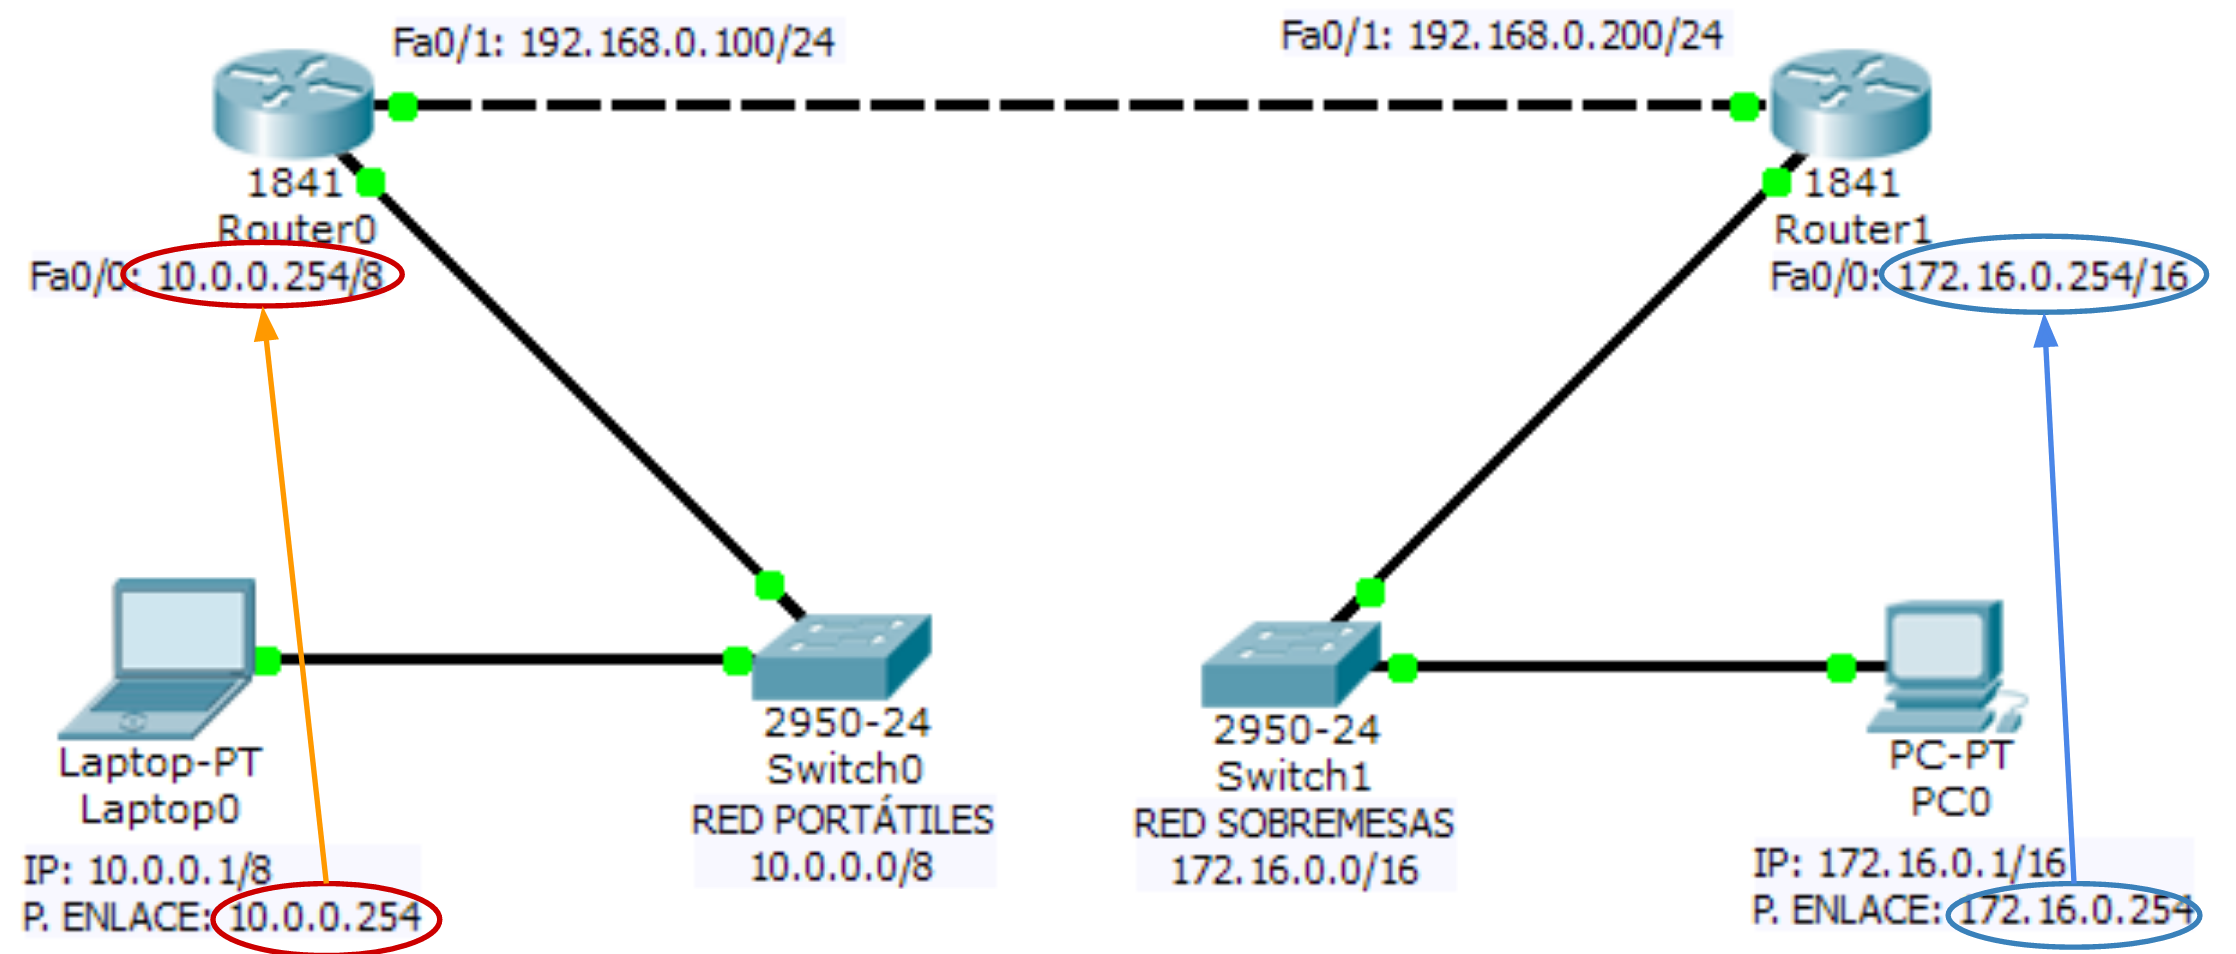 Fa0/1: 192.168.0.100/24
Fa0/1: 192.168.0.200/24
1841
Router0
Fa0/0: 10.0.0.254/8
1841
Router1
Fa0/0: 172.16.0.254/16
Laptop-PT
Laptop0
IP: 10.0.0.1/8
P. ENLACE: 10.0.0.254
2950-24
Switch0
RED PORTÁTILES
10.0.0.0/8
2950-24
Switch1
RED SOBREMESAS
172.16.0.0/16
PC-PT
PC0
IP: 172.16.0.1/16
P. ENLACE: 172.16.0.254